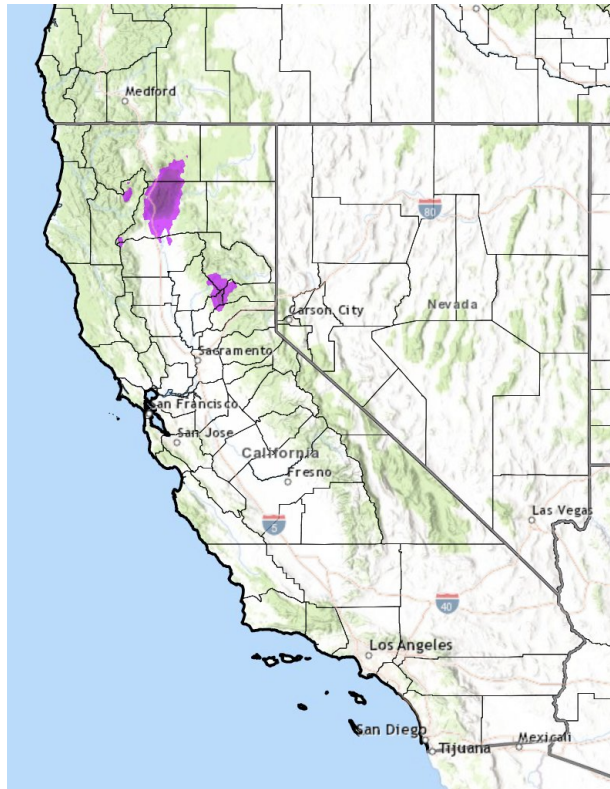 Medford
80
Nevada
Carson City
Sacramento
San Francisco
San Jose
California
Fresno
5
Las Vegas
40
Los Angeles
San Diego
Tijuana
Mexicali